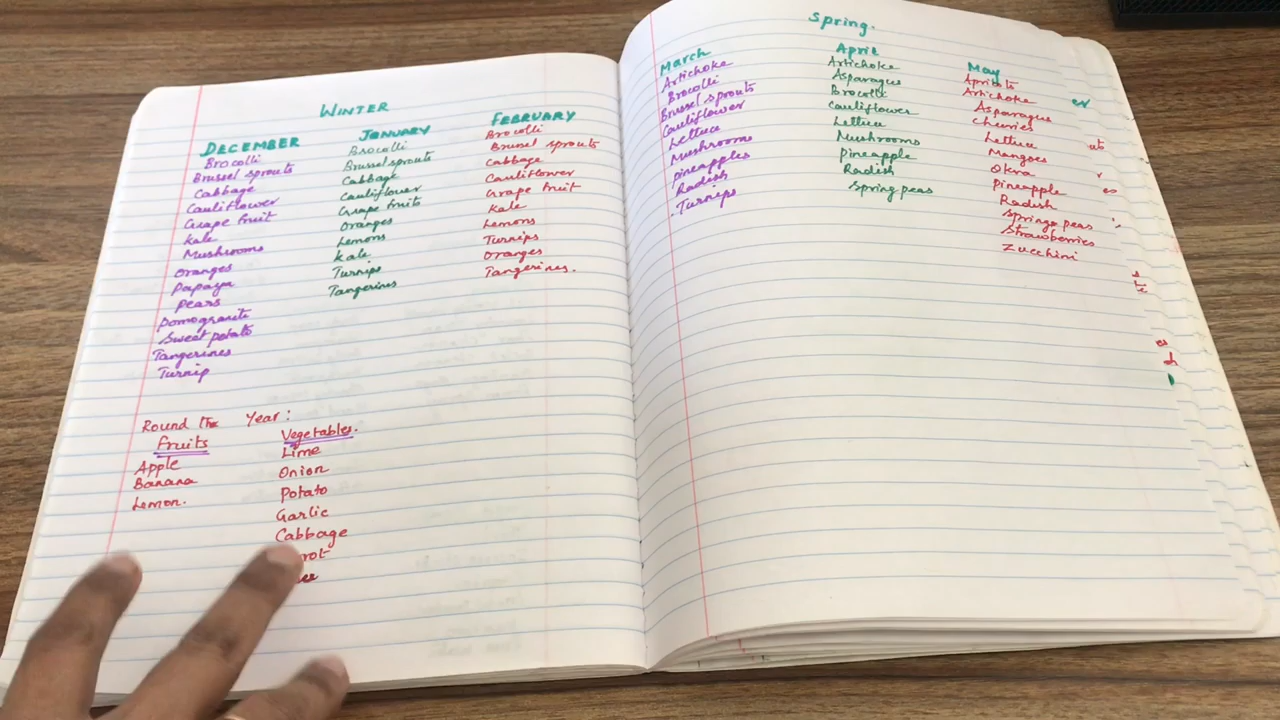 WINTER
DECEMBER
Brocolli
Brussel sprouts
Cabbage
Cauliflower
Grape fruit
Kale
Mushrooms
Oranges
Papaya
Pears
Pomogranite
Sweet potato
Tangerines
Turnip
JANUARY
Brocolli
Brussel sprouts
Cabbage
Cauliflower
Grape fruits
Oranges
Lemons
Kale
Turnips
Tangerines
FEBRUARY
Brocolli
Brussel sprouts
Cabbage
Cauliflower
Grape fruit
Kale
Lemons
Turnips
Oranges
Tangerines.
Round the Year:
Fruits
Apple
Banana
Lemon.
Vegetables.
Lime
Onion
Potato
Garlic
Cabbage
Spring.
March
Artichoke
Brocolli
Brussel sprouts
Cauliflower
Lettuce
Mushrooms
pineapples
Radish
Turnips
April
Artichoke
Asparagus
Brocolli
Cauliflower
Lettuce
Mushrooms
Pineapple
Radish
Spring peas
May
Apricots
Artichoke
Asparagus
Cherries
Lettuce
Mangoes
Okra
Pineapple
Radish
Springs peas
Strawberries
Zucchini